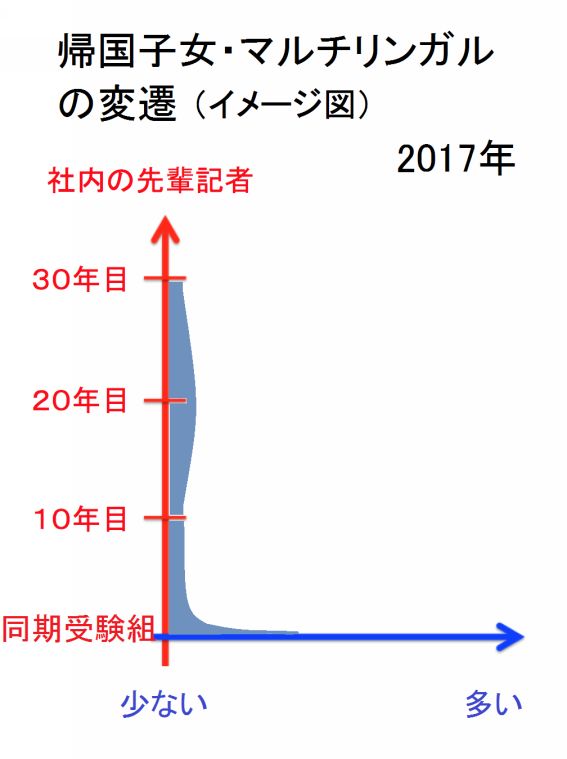 帰国子女・マルチリンガル
の変遷（イメージ図）
2017年
社内の先輩記者
３０年目
２０年目
１０年目
同期受験組
少ない
多い